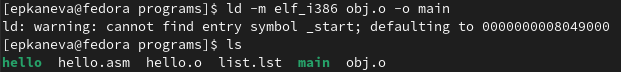 [epkaneva@fedora programs]$ ld -m elf_i386 obj.o -o main
ld: warning: cannot find entry symbol _start; defaulting to 0000000008049000
[epkaneva@fedora programs]$ ls
hello  hello.asm  hello.o  list.lst  main  obj.o